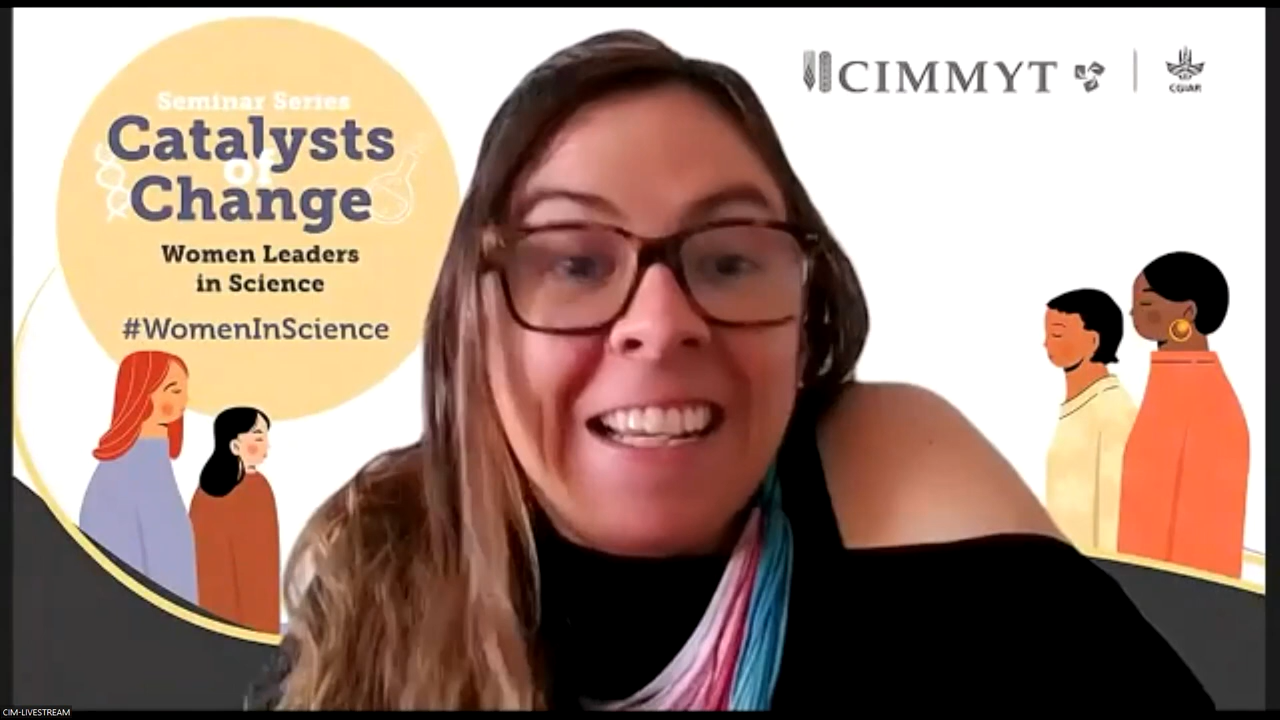 Seminar Series
Catalysts
of
Change
Women Leaders
in Science
#WomenInScience
CIMMYT
CGIAR
CIM-LIVESTREAM